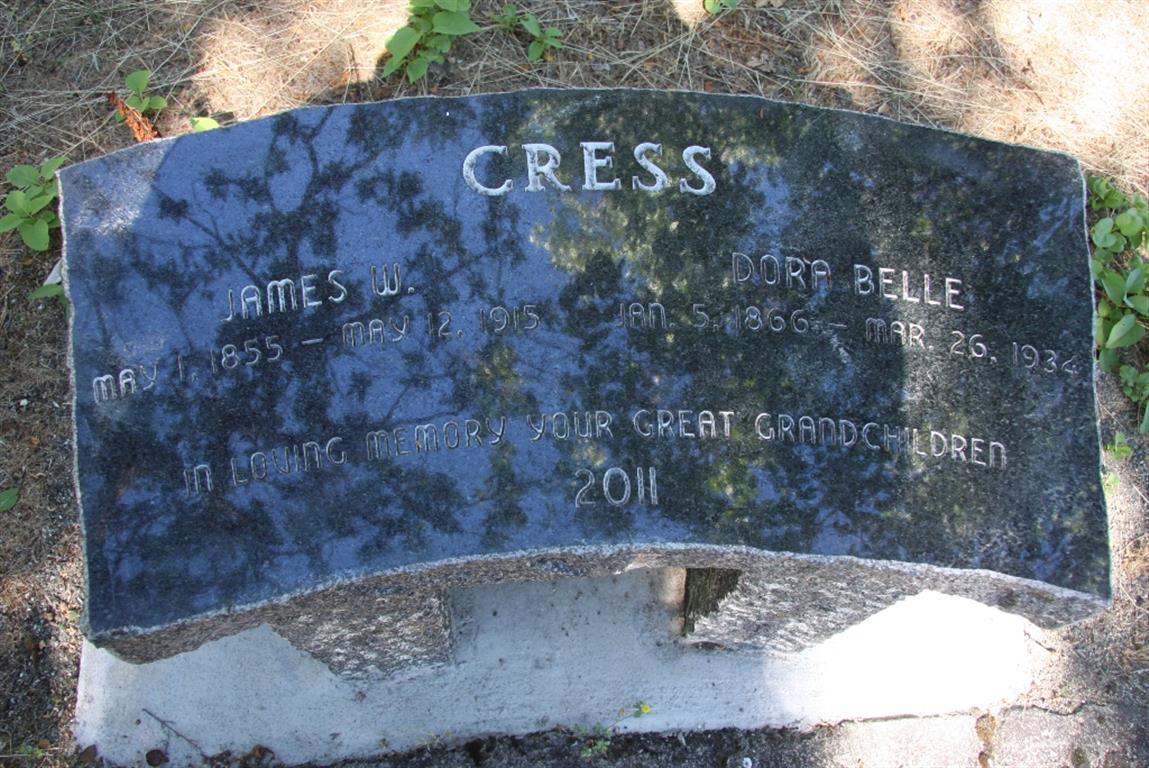 CRESS
JAMES W.
MAY 1, 1855 – MAY 12, 1915
DORA BELLE
JAN. 5, 1866 – MAR. 26, 1934
IN LOVING MEMORY YOUR GREAT GRANDCHILDREN
2011